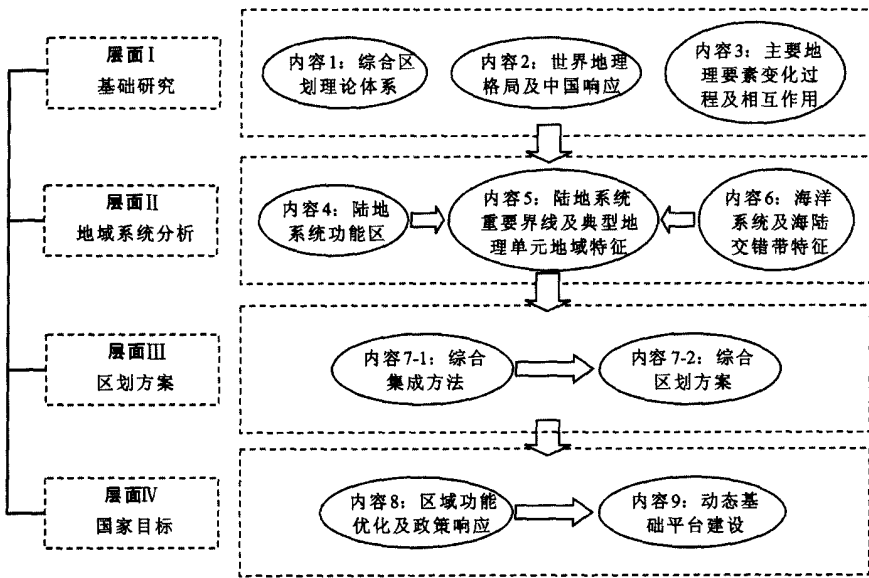 层面Ⅰ
基础研究
内容1：综合区
划理论体系
内容2：世界地理
格局及中国响应
内容3：主要地
理要素变化过
程及相互作用
层面Ⅱ
地域系统分析
内容4：陆地
系统功能区
内容5：陆地系统
重要界线及典型地
理单元地域特征
内容6：海洋
系统及海陆
交错带特征
层面Ⅲ
区划方案
内容7-1：综合
集成方法
内容7-2：综合
区划方案
层面Ⅳ
国家目标
内容8：区域功能
优化及政策响应
内容9：动态基
础平台建设